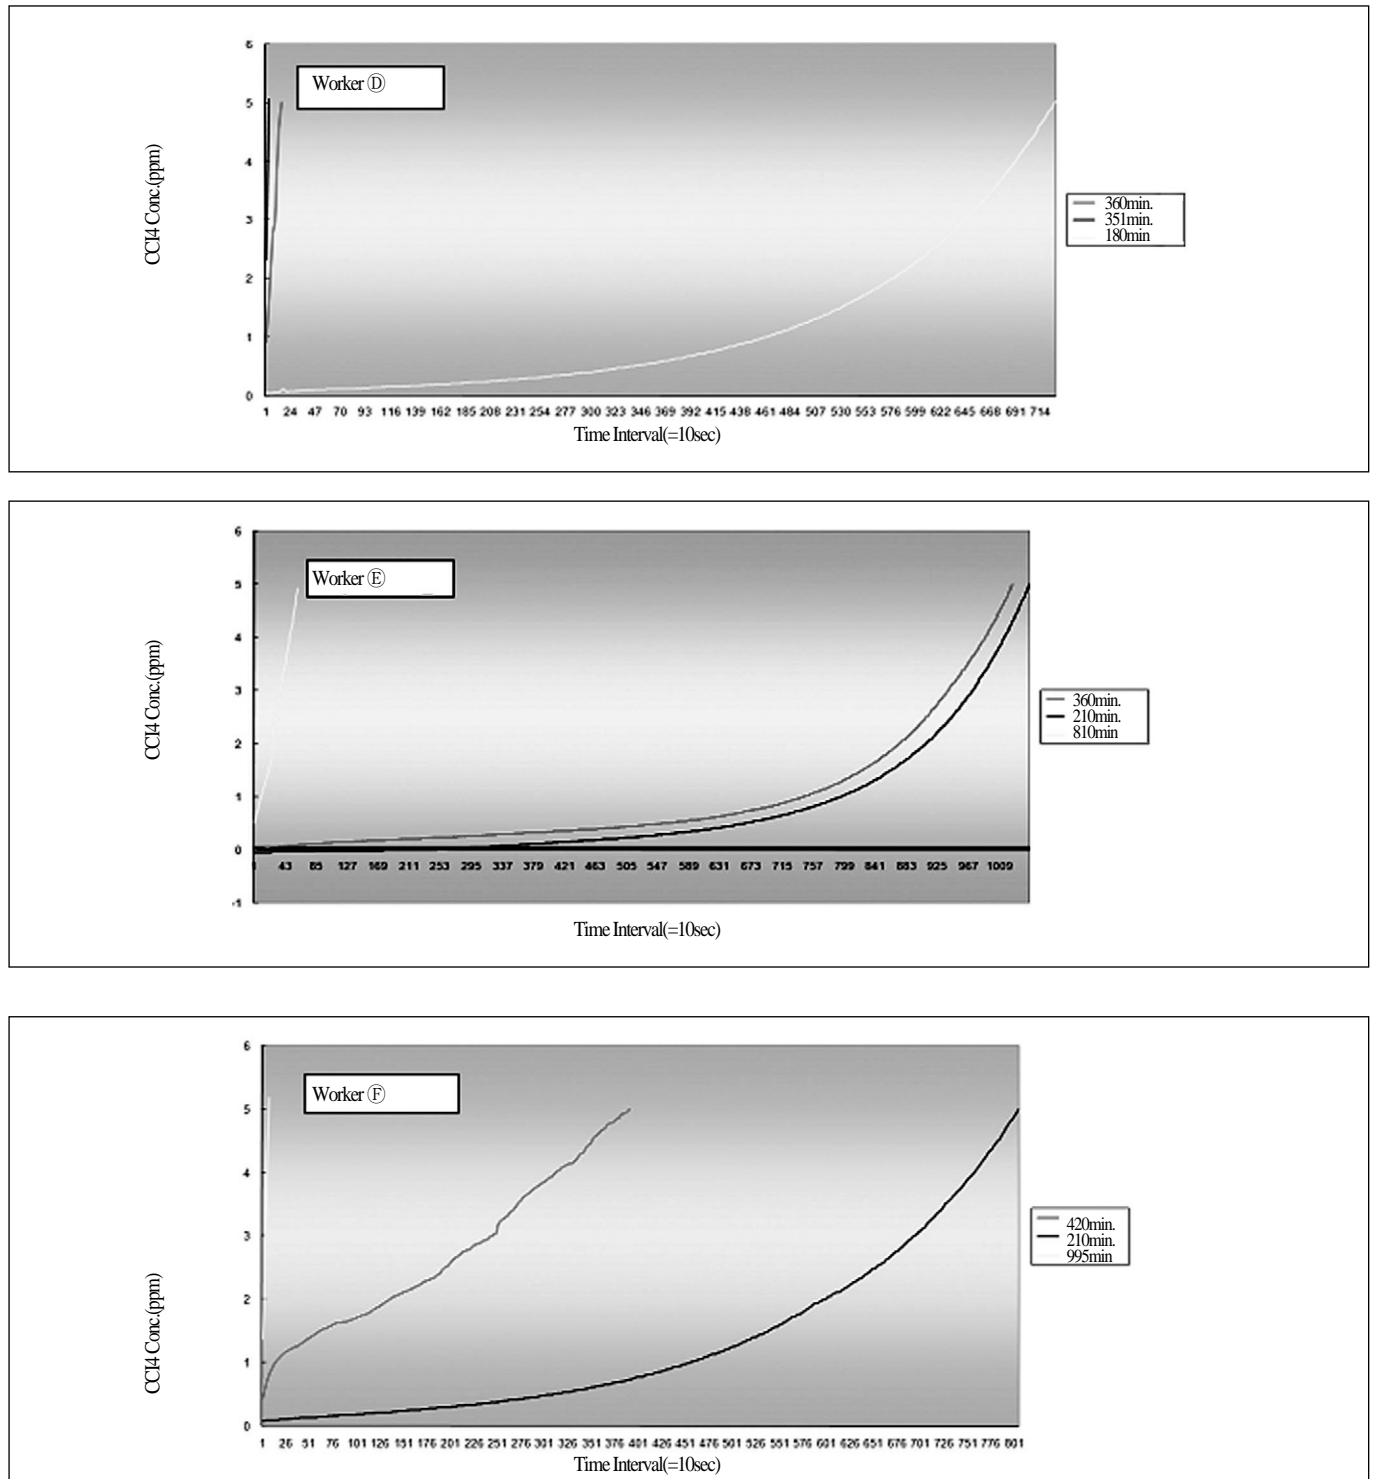 6
Worker Ⓓ
5
4
CCl4 Conc.(ppm)
3
2
1
0
360min.
351min.
180min
1 24 47 70 93 116 139 162 185 208 231 254 277 300 323 346 369 392 415 438 461 484 507 530 553 576 599 622 645 668 691 714
Time Interval(=10sec)
6
Worker Ⓔ
5
4
CCl4 Conc.(ppm)
3
2
1
0
-1
360min.
210min.
810min
1 43 85 127 169 211 253 295 337 379 421 463 505 547 589 631 673 715 757 799 841 883 925 967 1009
Time Interval(=10sec)
6
Worker Ⓕ
5
4
CCl4 Conc.(ppm)
3
2
1
0
420min.
210min.
995min
1 26 51 76 101 126 151 176 201 226 251 276 301 326 351 376 401 426 451 476 501 526 551 576 601 626 651 676 701 726 751 776 801
Time Interval(=10sec)